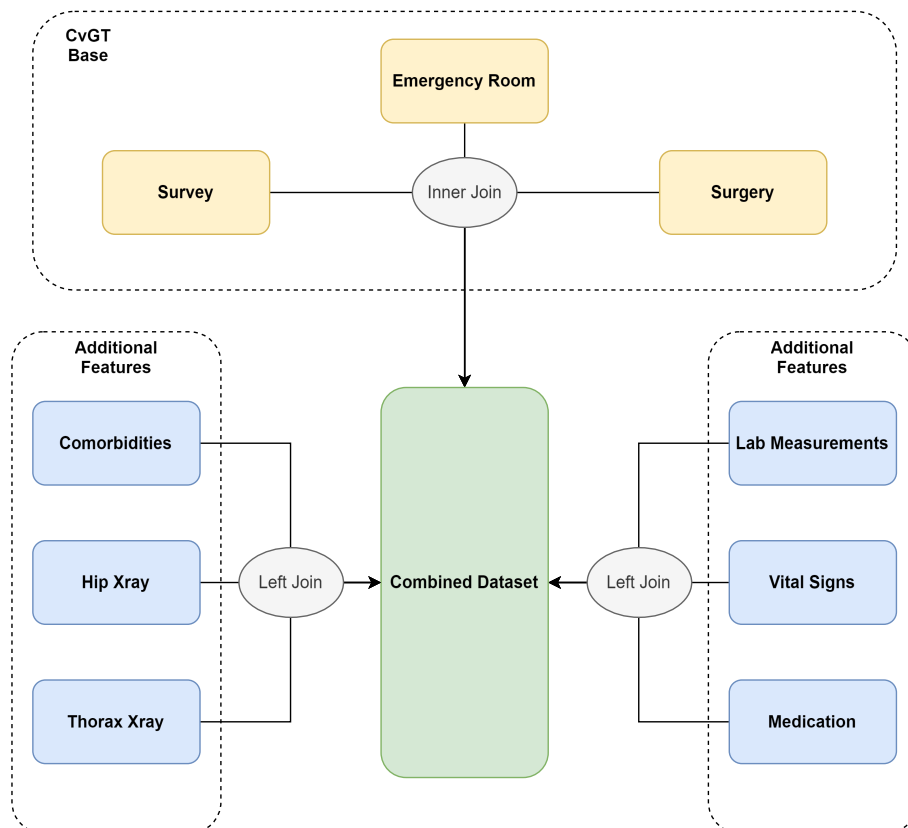 CvGT
Base
Emergency Room
Survey
Inner Join
Surgery
Additional
Features
Comorbidities
Hip Xray
Left Join
Thorax Xray
Combined Dataset
Additional
Features
Lab Measurements
Left Join
Vital Signs
Medication